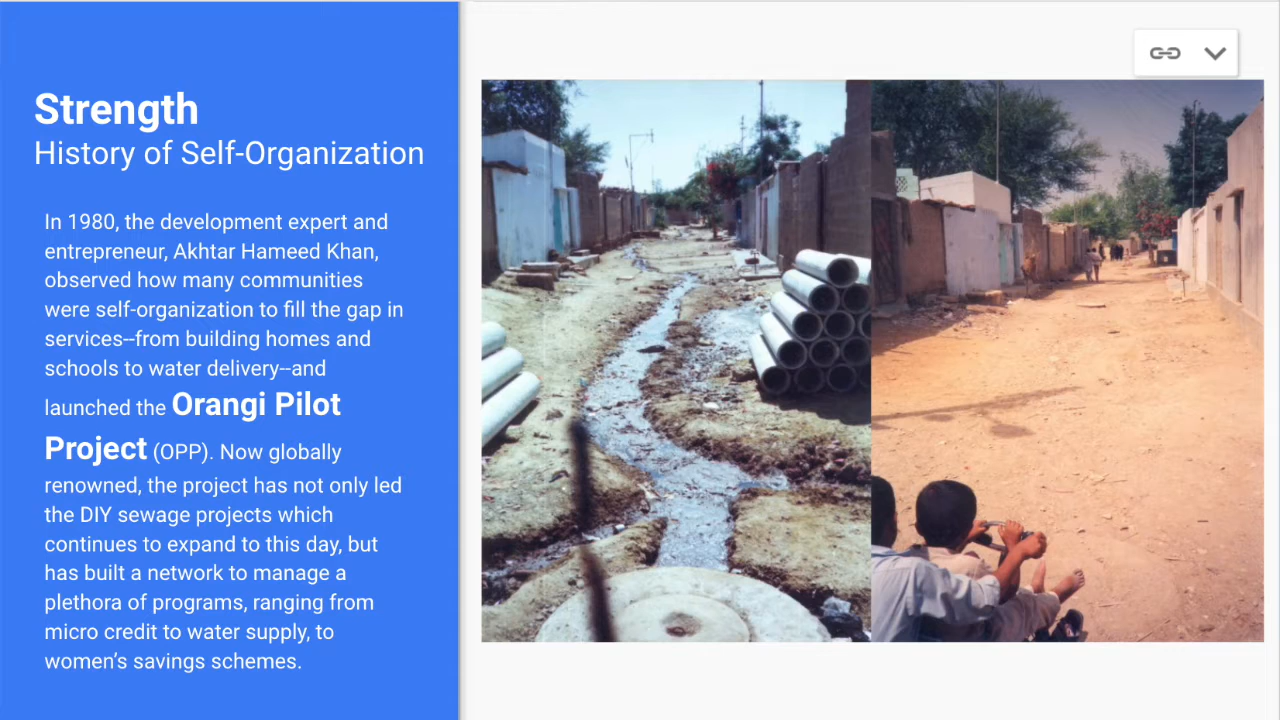 Strength
History of Self-Organization
In 1980, the development expert and
entrepreneur, Akhtar Hameed Khan,
observed how many communities
were self-organization to fill the gap in
services--from building homes and
schools to water delivery--and
launched the Orangi Pilot
Project (OPP). Now globally
renowned, the project has not only led
the DIY sewage projects which
continues to expand to this day, but
has built a network to manage a
plethora of programs, ranging from
micro credit to water supply, to
women’s savings schemes.